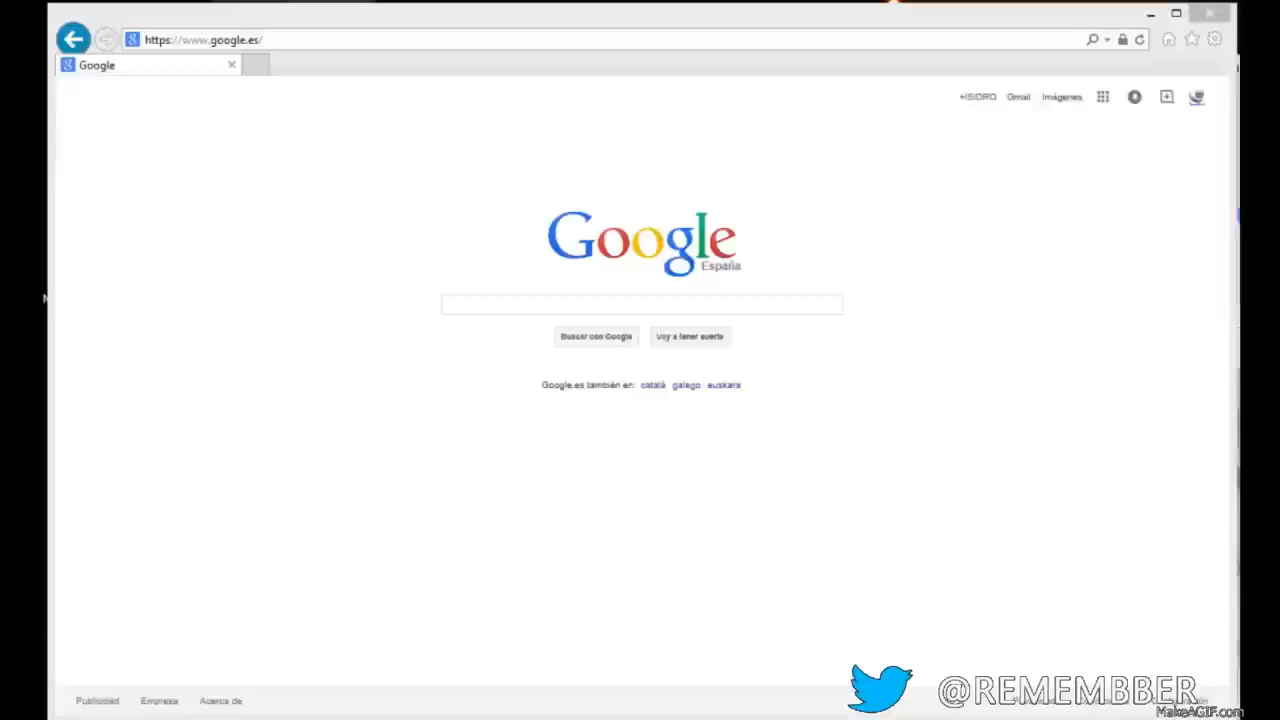 https://www.google.es/
Google
+ISIDRO Gmail Imágenes
Google
España
Buscar con Google Voy a tener suerte
Google.es también en: català galego euskara
Publicidad Empresa Acerca de
@REMEMBBER
MakeAGIF.com